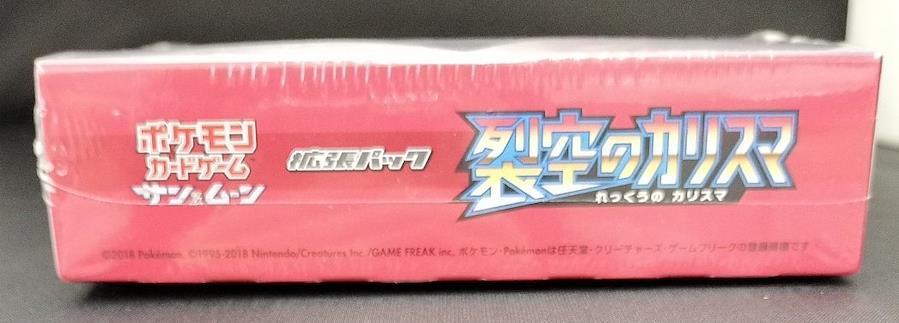 ポケモン
カードゲーム™
サン&ムーン
拡張パック
裂空のカリスマ
れっくうの カリスマ
©2018 Pokémon. ©1995-2018 Nintendo/Creatures Inc./GAME FREAK inc. ポケモン・Pokémonは任天堂・クリーチャーズ・ゲームフリークの登録商標です